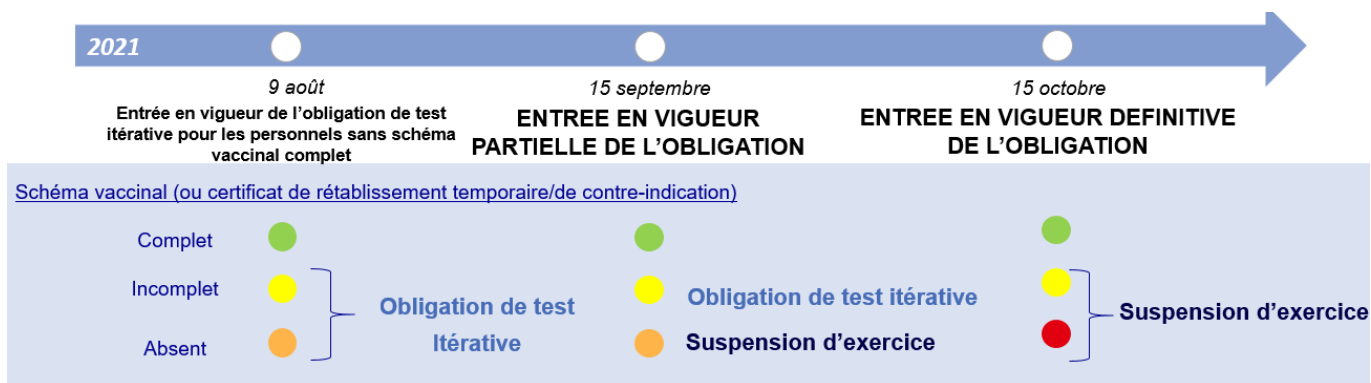 2021
9 août
Entrée en vigueur de l'obligation de test
itérative pour les personnels sans schéma
vaccinal complet
15 septembre
ENTREE EN VIGUEUR
PARTIELLE DE L'OBLIGATION
15 octobre
ENTREE EN VIGUEUR DEFINITIVE
DE L'OBLIGATION
Schéma vaccinal (ou certificat de rétablissement temporaire/de contre-indication)
Complet
Incomplet
Absent
Obligation de test
Itérative
Obligation de test itérative
Suspension d'exercice
Suspension d'exercice